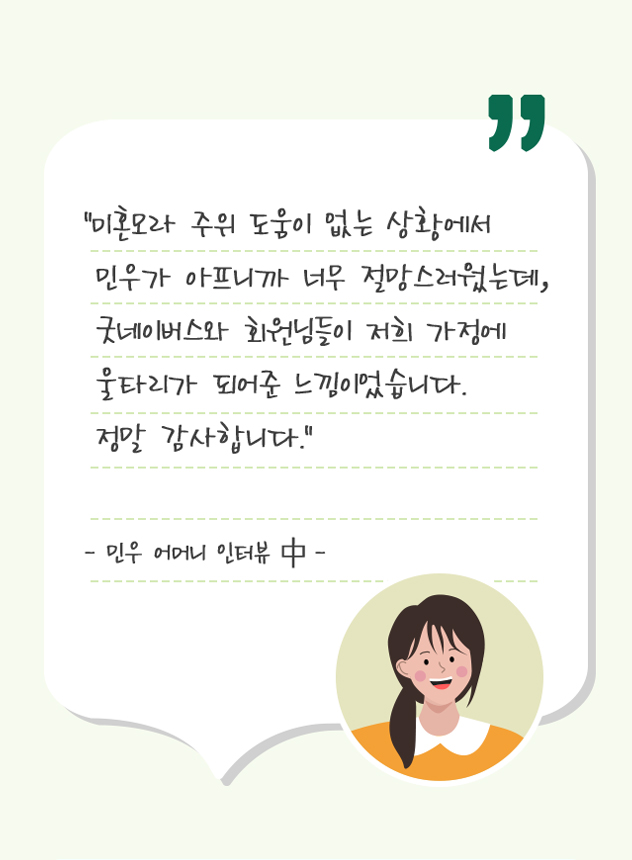 "미혼모라 주위 도움이 없는 상황에서
민우가 아프니까 너무 절망스러웠는데,
굿네이버스와 회원님들이 저희 가정에
울타리가 되어준 느낌이었습니다.
정말 감사합니다."
- 민우 어머니 인터뷰 中 -